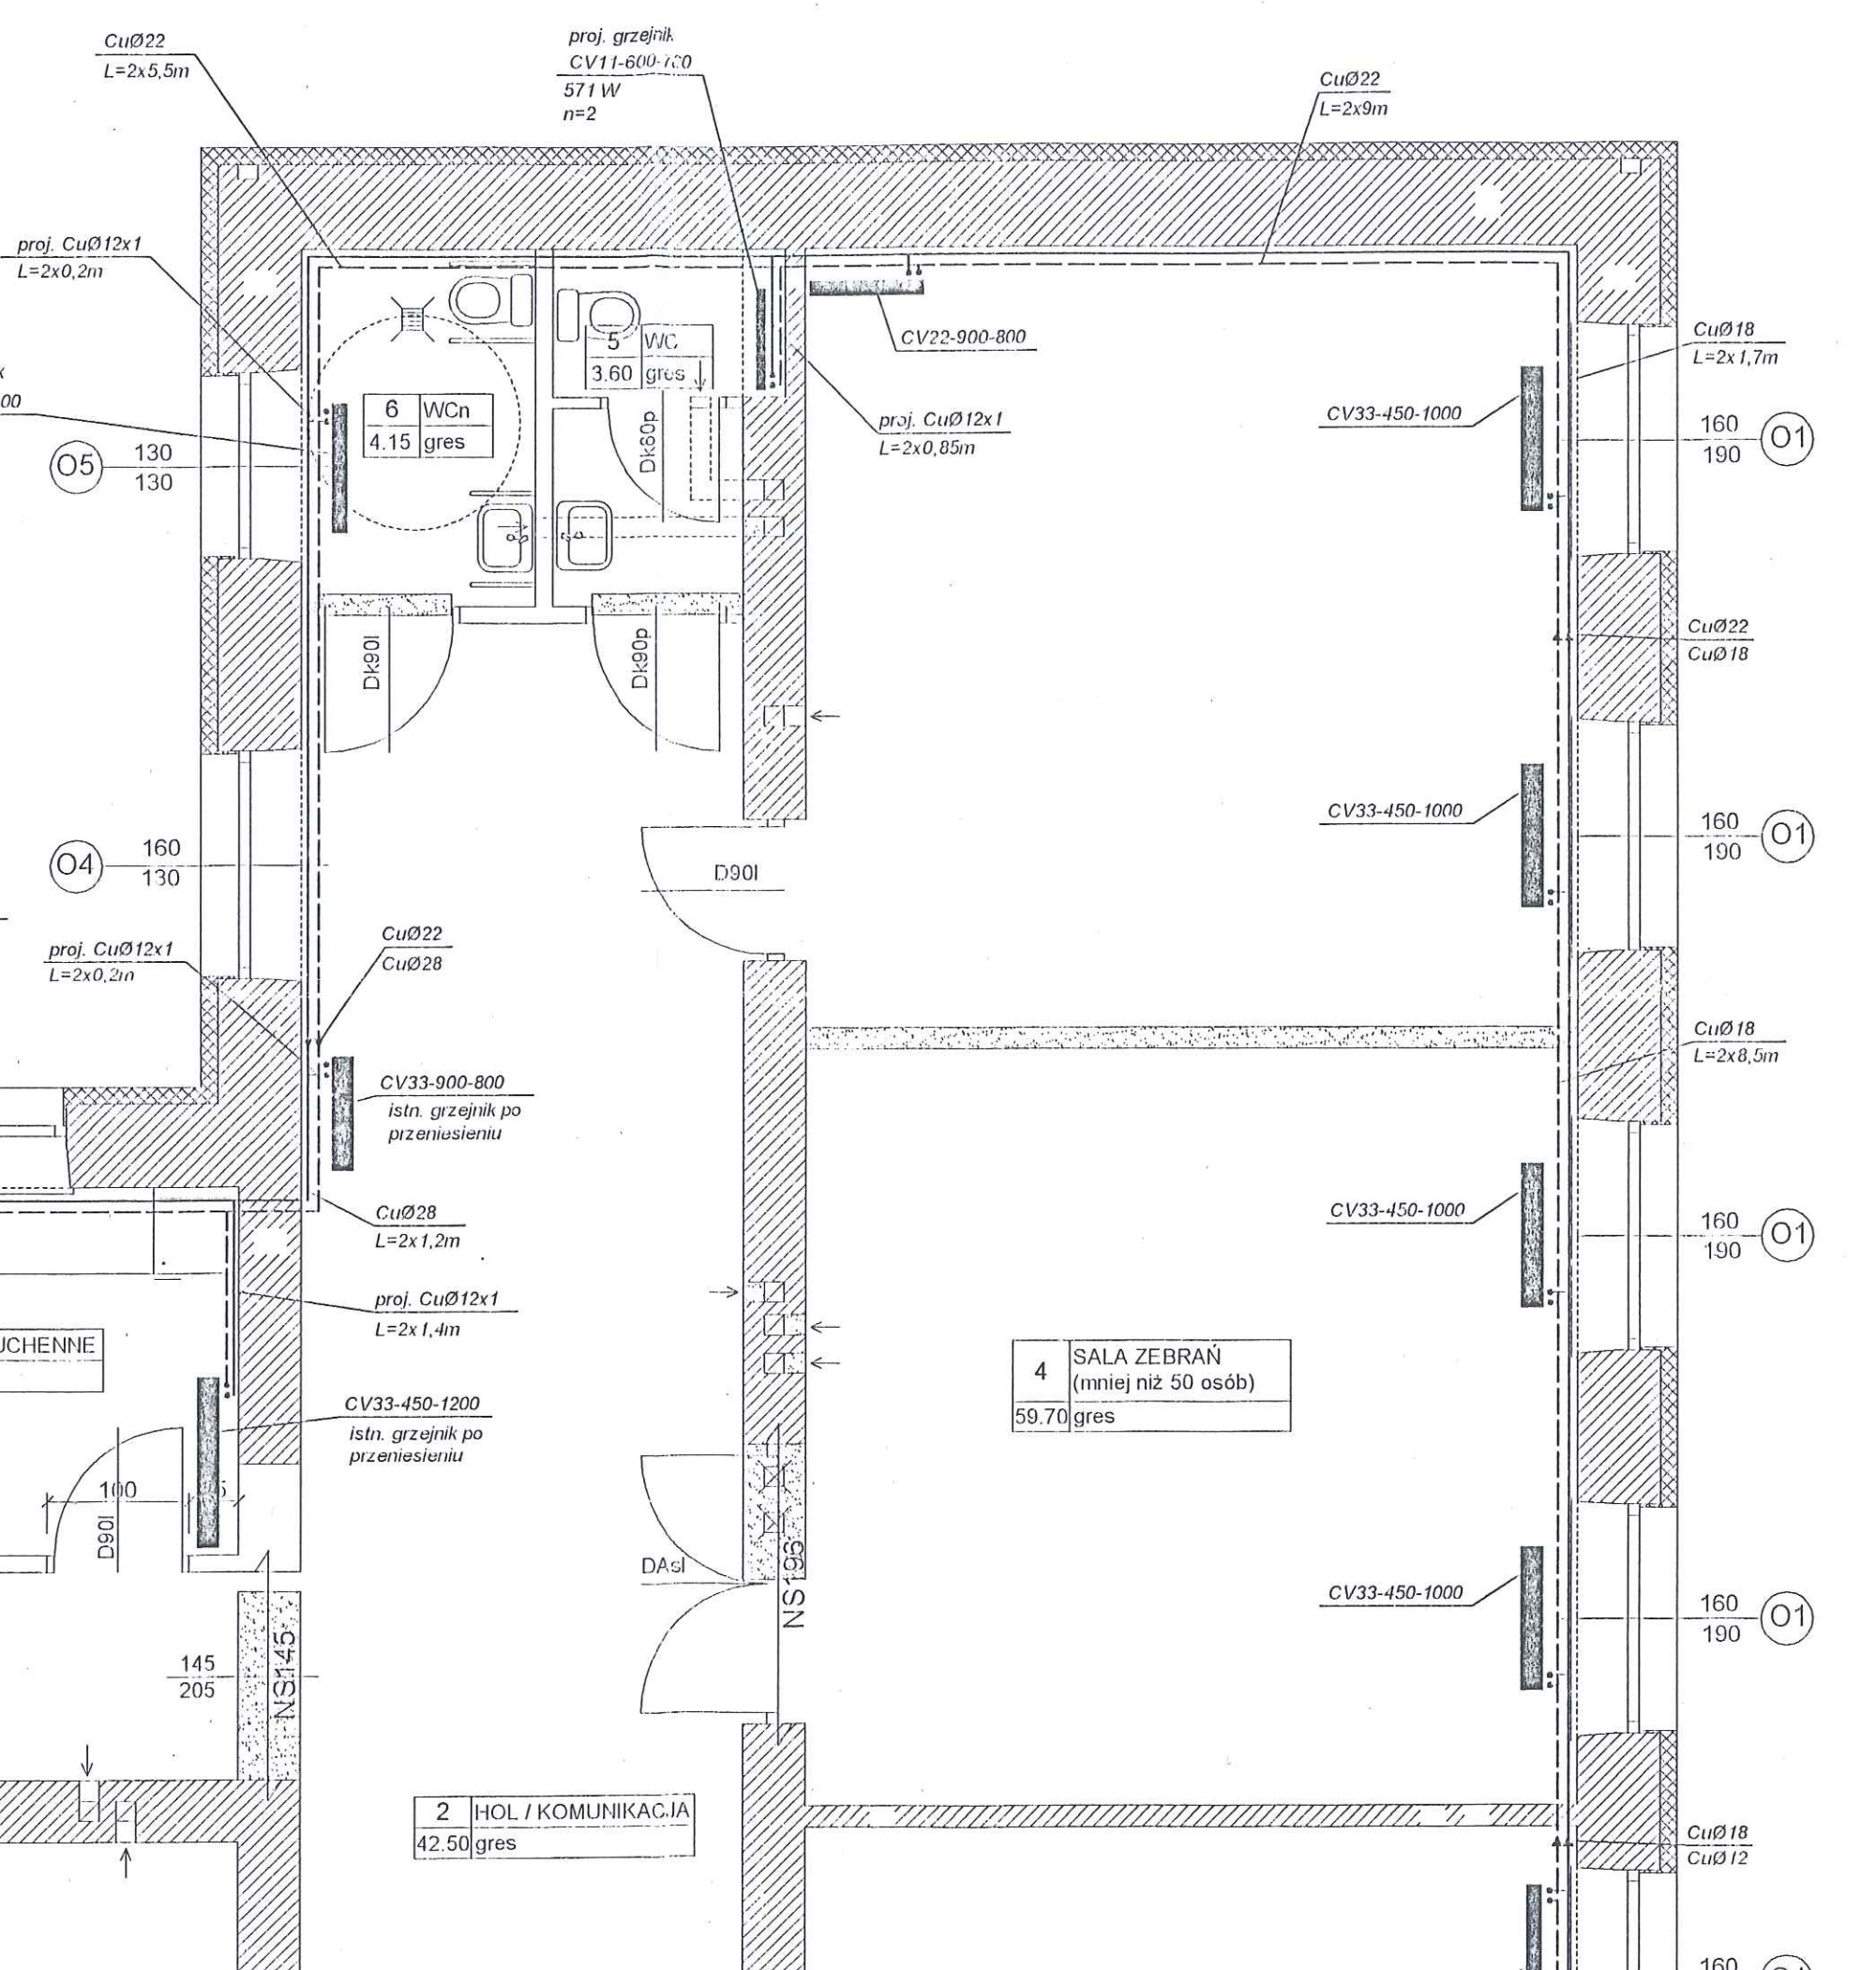 CuØ22
L=2x5,5m
proj. grzejnik
CV11-600-700
571 W
n=2
CuØ22
L=2x9m
proj. CuØ12x1
L=2x0,2m
00
O5
130
130
6
WCn
4.15
gres
5
WC
3.60
gres
Dk60p
CV22-900-800
proj. CuØ12x1
L=2x0,85m
CV33-450-1000
CuØ18
L=2x1,7m
160
190
O1
Dk90l
Dk90p
CuØ22
CuØ18
O4
160
130
D90l
CV33-450-1000
160
190
O1
proj. CuØ12x1
L=2x0,2m
CuØ22
CuØ28
CuØ18
L=2x8,5m
CV33-900-800
istn. grzejnik po
przeniesieniu
CuØ28
L=2x1,2m
CV33-450-1000
160
190
O1
proj. CuØ12x1
L=2x1,4m
UCHENNE
4
SALA ZEBRAŃ
(mniej niż 50 osób)
59.70
gres
CV33-450-1200
istn. grzejnik po
przeniesieniu
100
D90l
DAsl
NS195
CV33-450-1000
160
190
O1
145
205
NS145
2
HOL / KOMUNIKACJA
42.50
gres
CuØ18
CuØ12
160